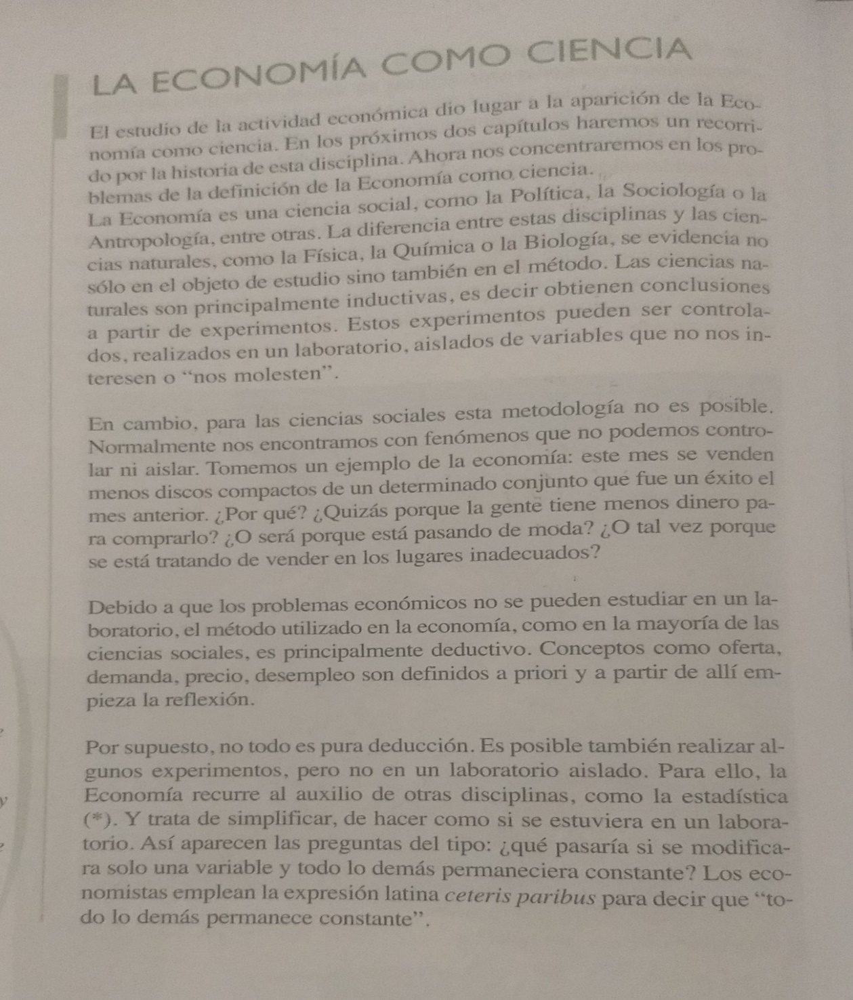 LA ECONOMÍA COMO CIENCIA
El estudio de la actividad económica dio lugar a la aparición de la Eco-
nomía como ciencia. En los próximos dos capítulos haremos un recorri-
do por la historia de esta disciplina. Ahora nos concentraremos en los pro-
blemas de la definición de la Economía como ciencia.
La Economía es una ciencia social, como la Política, la Sociología o la
Antropología, entre otras. La diferencia entre estas disciplinas y las cien-
cias naturales, como la Física, la Química o la Biología, se evidencia no
sólo en el objeto de estudio sino también en el método. Las ciencias na-
turales son principalmente inductivas, es decir obtienen conclusiones
a partir de experimentos. Estos experimentos pueden ser controla-
dos, realizados en un laboratorio, aislados de variables que no nos in-
teresen o “nos molesten”.
En cambio, para las ciencias sociales esta metodología no es posible.
Normalmente nos encontramos con fenómenos que no podemos contro-
lar ni aislar. Tomemos un ejemplo de la economía: este mes se venden
menos discos compactos de un determinado conjunto que fue un éxito el
mes anterior. ¿Por qué? ¿Quizás porque la gente tiene menos dinero pa-
ra comprarlo? ¿O será porque está pasando de moda? ¿O tal vez porque
se está tratando de vender en los lugares inadecuados?
Debido a que los problemas económicos no se pueden estudiar en un la-
boratorio, el método utilizado en la economía, como en la mayoría de las
ciencias sociales, es principalmente deductivo. Conceptos como oferta,
demanda, precio, desempleo son definidos a priori y a partir de allí em-
pieza la reflexión.
Por supuesto, no todo es pura deducción. Es posible también realizar al-
gunos experimentos, pero no en un laboratorio aislado. Para ello, la
Economía recurre al auxilio de otras disciplinas, como la estadística
(*). Y trata de simplificar, de hacer como si se estuviera en un labora-
torio. Así aparecen las preguntas del tipo: ¿qué pasaría si se modifica-
ra solo una variable y todo lo demás permaneciera constante? Los eco-
nomistas emplean la expresión latina ceteris paribus para decir que “to-
do lo demás permanece constante”.